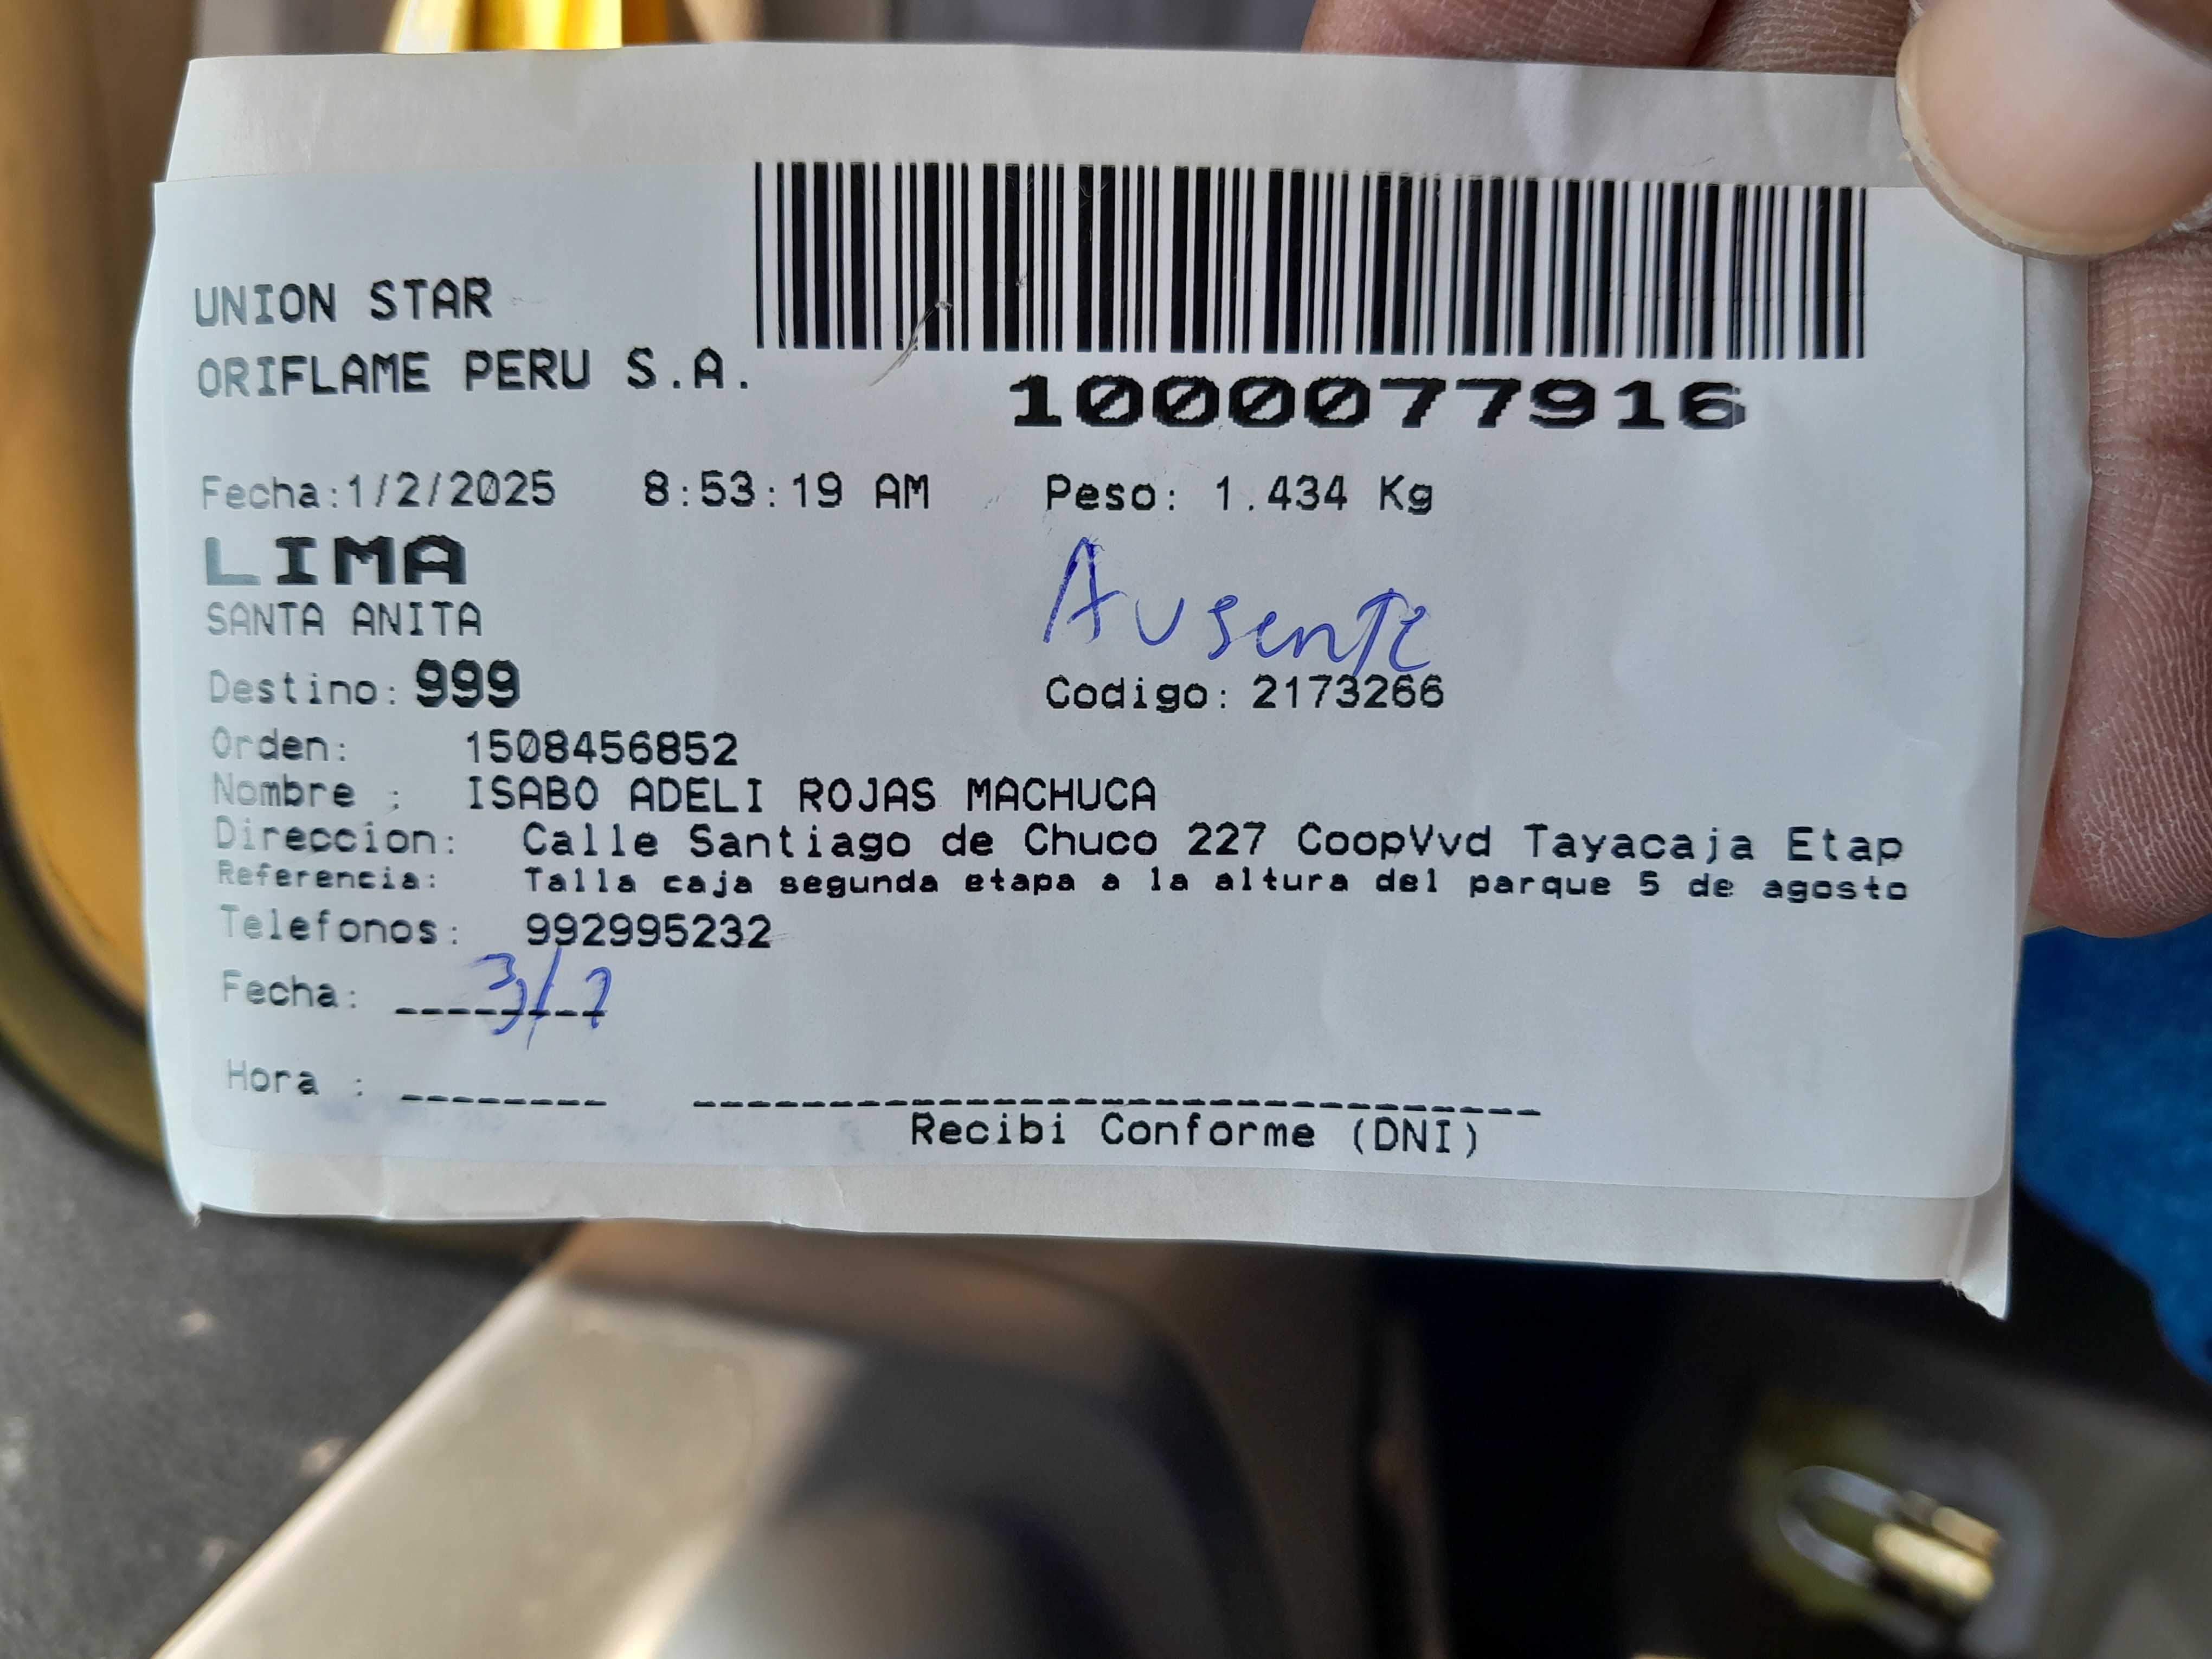 UNION STAR
ORIFLAME PERU S.A.
1000077916
Fecha:1/2/2025 8:53:19 AM Peso: 1.434 Kg
LIMA
SANTA ANITA
Ausente
Destino: 999 Codigo: 2173266
Orden: 1508456852
Nombre : ISABO ADELI ROJAS MACHUCA
Direccion: Calle Santiago de Chuco 227 CoopVvd Tayacaja Etap
Referencia: Talla caja segunda etapa a la altura del parque 5 de agosto
Telefonos: 992995232
Fecha: 3/1
Hora :
Recibi Conforme (DNI)